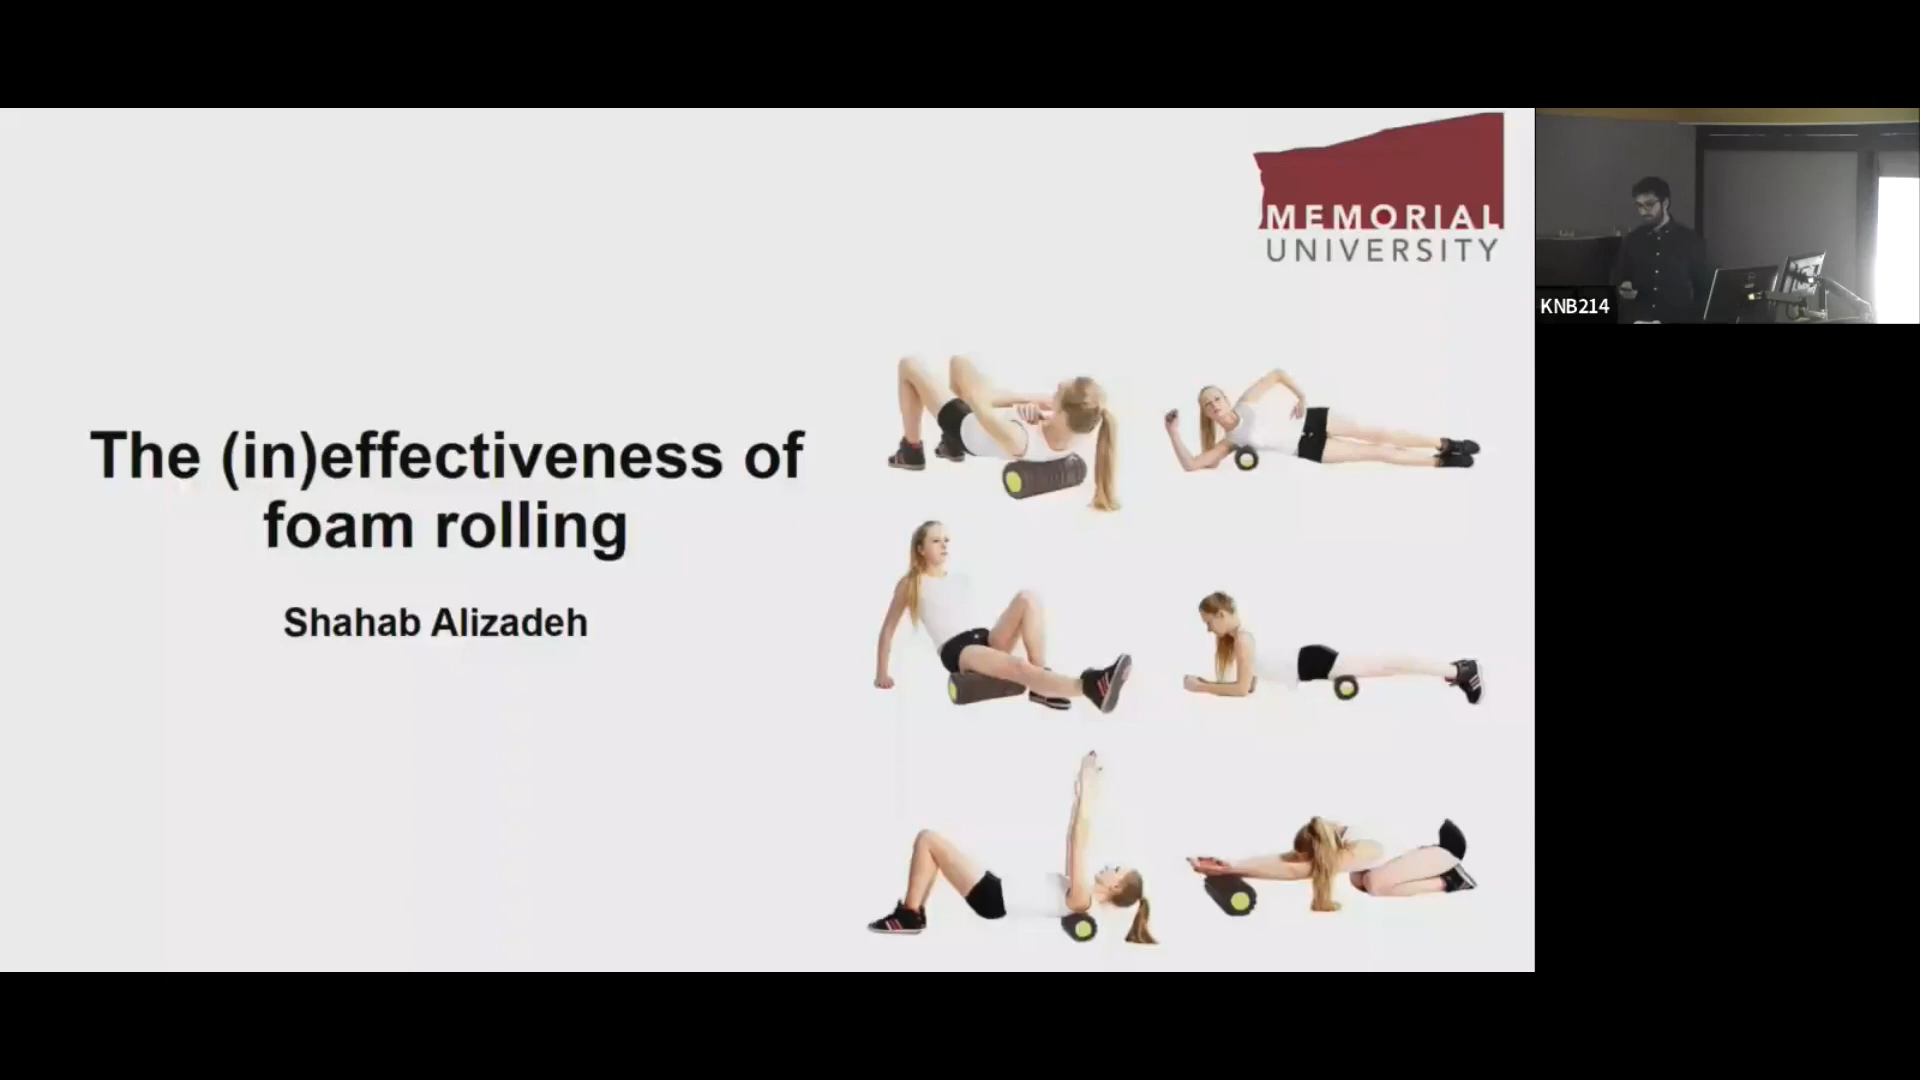 MEMORIAL
UNIVERSITY
The (in)effectiveness of
foam rolling
Shahab Alizadeh
KNB214